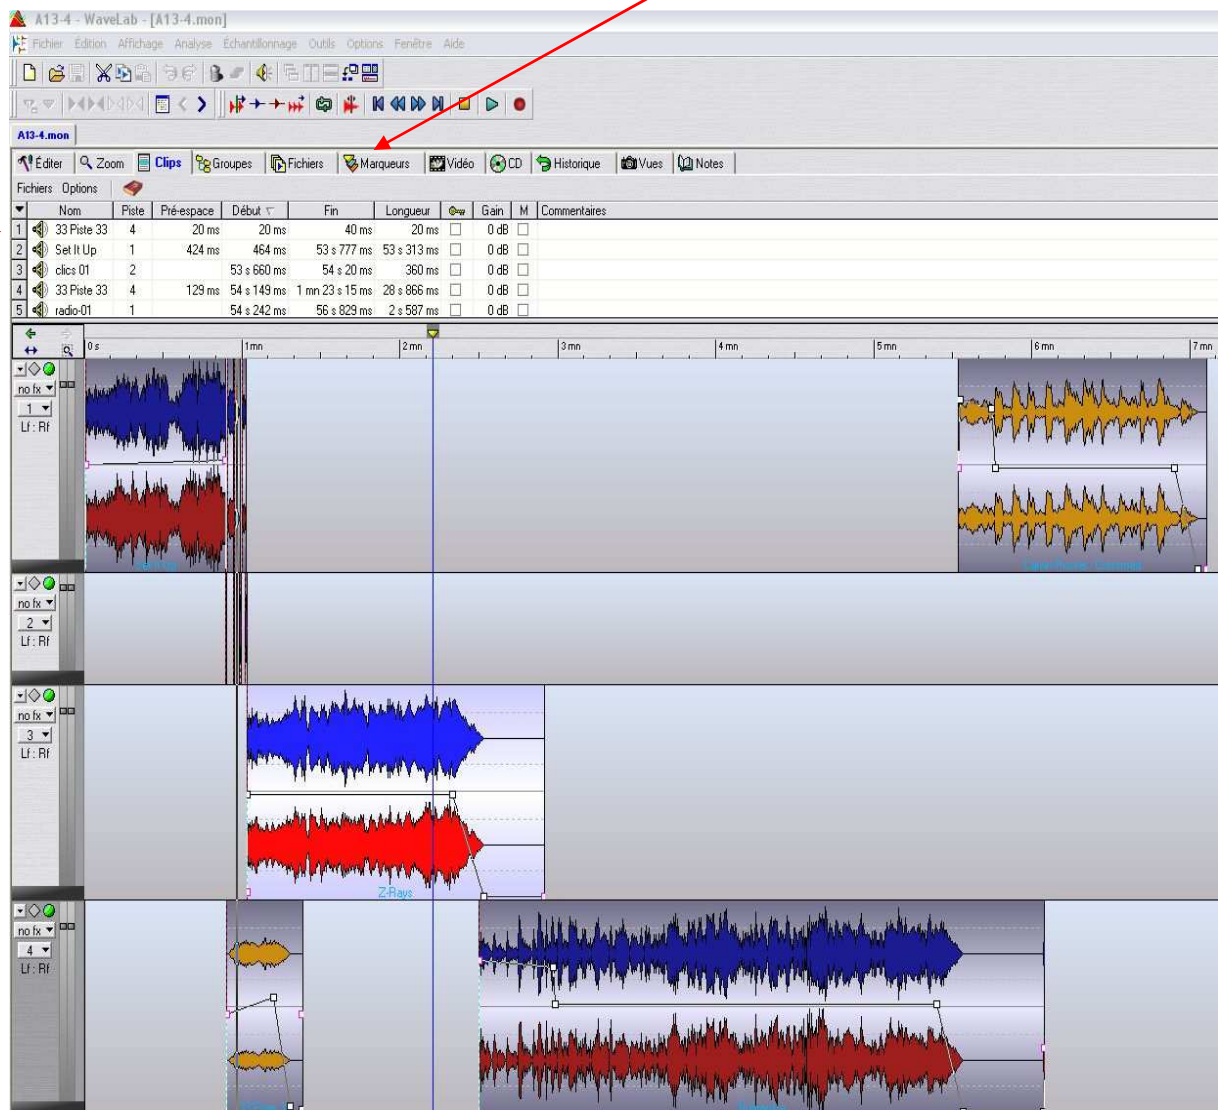 A13-4 - WaveLab - [A13-4.mon]
Fichier Édition Affichage Analyse Échantillonnage Outils Options Fenêtre Aide
A13-4.mon
Éditer Zoom Clips Groupes Fichiers Marqueurs Vidéo CD Historique Vues Notes
Fichiers Options
Nom Piste Pré-espace Début Fin Longueur Gain M Commentaires
1 33 Piste 33 4 20 ms 20 ms 40 ms 20 ms 0 dB
2 Set It Up 1 424 ms 464 ms 53 s 777 ms 53 s 313 ms 0 dB
3 clics 01 2 53 s 660 ms 54 s 20 ms 360 ms 0 dB
4 33 Piste 33 4 129 ms 54 s 149 ms 1 mn 23 s 15 ms 28 s 866 ms 0 dB
5 radio-01 1 54 s 242 ms 56 s 829 ms 2 s 587 ms 0 dB
0 s 1 mn 2 mn 3 mn 4 mn 5 mn 6 mn 7 mn
no fx
1
Lf : Rf
no fx
2
Lf : Rf
no fx
3
Lf : Rf
Z-Rays
no fx
4
Lf : Rf